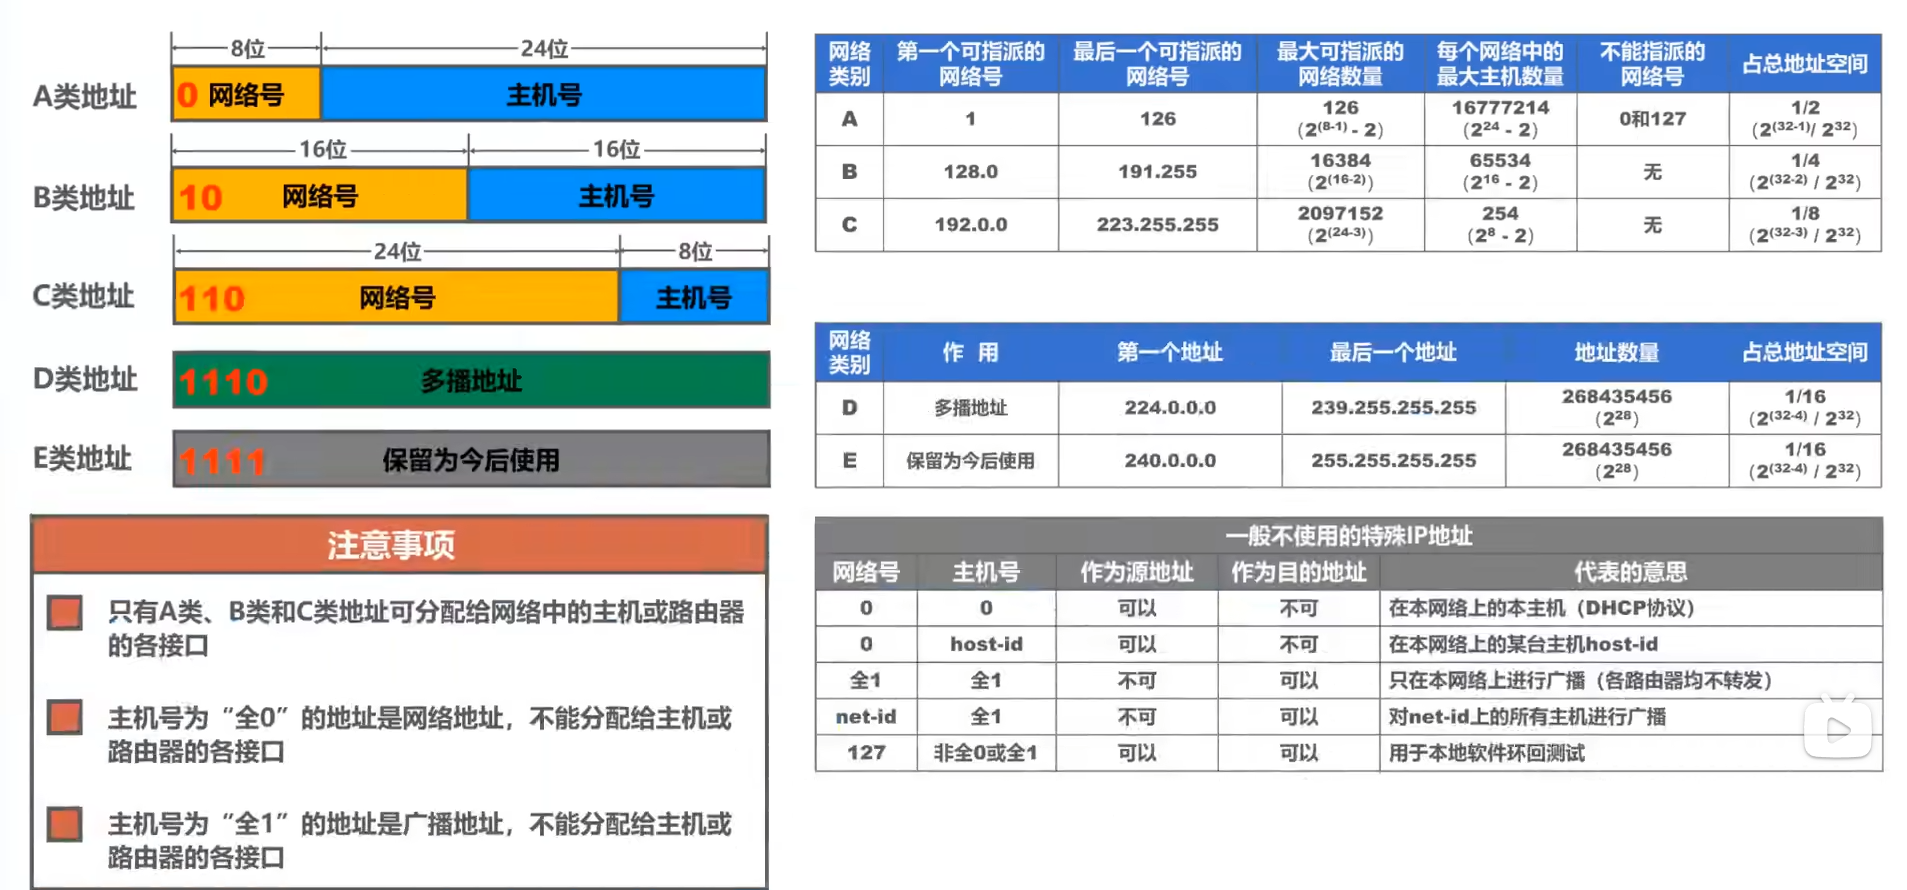 8位 24位
A类地址 0 网络号 主机号
16位 16位
B类地址 10 网络号 主机号
24位 8位
C类地址 110 网络号 主机号
D类地址 1110 多播地址
E类地址 1111 保留为今后使用
注意事项
只有A类、B类和C类地址可分配给网络中的主机或路由器
的各接口
主机号为“全0”的地址是网络地址，不能分配给主机或
路由器的各接口
主机号为“全1”的地址是广播地址，不能分配给主机或
路由器的各接口
网络 第一个可指派的 最后一个可指派的 最大可指派的 每个网络中的 不能指派的 占总地址空间
类别 网络号 网络号 网络数量 最大主机数量 网络号
A 1 126 126 16777214 0和127 1/2
(2^(8-1) - 2) (2^24 - 2) (2^(32-1)/ 2^32)
B 128.0 191.255 16384 65534 无 1/4
(2^(16-2)) (2^16 - 2) (2^(32-2) / 2^32)
C 192.0.0 223.255.255 2097152 254 无 1/8
(2^(24-3)) (2^8 - 2) (2^(32-3) / 2^32)
网络 作 用 第一个地址 最后一个地址 地址数量 占总地址空间
类别
D 多播地址 224.0.0.0 239.255.255.255 268435456 1/16
(2^28) (2^(32-4) / 2^32)
E 保留为今后使用 240.0.0.0 255.255.255.255 268435456 1/16
(2^28) (2^(32-4) / 2^32)
一般不使用的特殊IP地址
网络号 主机号 作为源地址 作为目的地址 代表的意思
0 0 可以 不可 在本网络上的本主机（DHCP协议）
0 host-id 可以 不可 在本网络上的某台主机host-id
全1 全1 不可 可以 只在本网络上进行广播（各路由器均不转发）
net-id 全1 不可 可以 对net-id上的所有主机进行广播
127 非全0或全1 可以 可以 用于本地软件环回测试